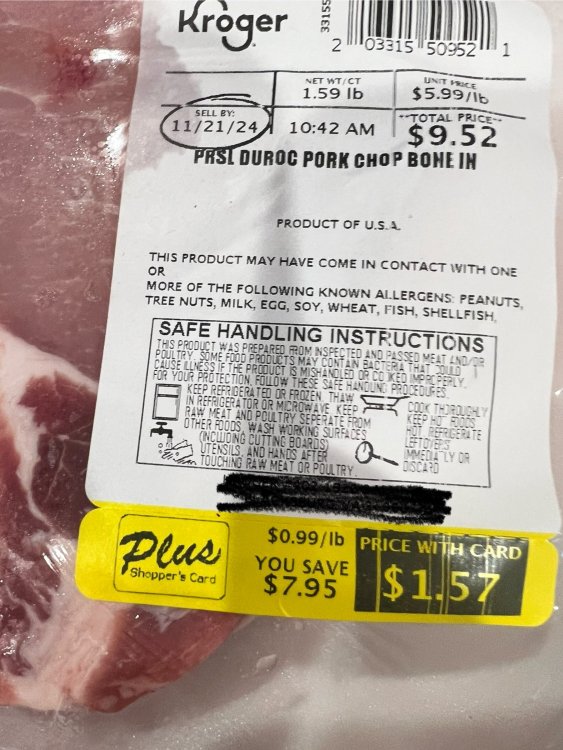 Kroger
33155
2 03315 50952 1
NET WT/CT
1.59 lb
UNIT PRICE
$5.99/lb
SELL BY:
11/21/24
10:42 AM
**TOTAL PRICE**
$9.52
PRSL DUROC PORK CHOP BONE IN
PRODUCT OF U.S.A.
THIS PRODUCT MAY HAVE COME IN CONTACT WITH ONE
OR
MORE OF THE FOLLOWING KNOWN ALLERGENS: PEANUTS,
TREE NUTS, MILK, EGG, SOY, WHEAT, FISH, SHELLFISH,
SAFE HANDLING INSTRUCTIONS
THIS PRODUCT WAS PREPARED FROM INSPECTED AND PASSED MEAT AND/OR
POULTRY. SOME FOOD PRODUCTS MAY CONTAIN BACTERIA THAT COULD
CAUSE ILLNESS IF THE PRODUCT IS MISHANDLED OR COOKED IMPROPERLY.
FOR YOUR PROTECTION, FOLLOW THESE SAFE HANDLING PROCEDURES.
KEEP REFRIGERATED OR FROZEN. THAW
IN REFRIGERATOR OR MICROWAVE. KEEP
RAW MEAT AND POULTRY SEPERATE FROM
OTHER FOODS. WASH WORKING SURFACES
(INCLUDING CUTTING BOARDS)
UTENSILS, AND HANDS AFTER
TOUCHING RAW MEAT OR POULTRY.
COOK THOROUGHLY
KEEP HOT FOODS
HOT REFRIGERATE
LEFTOVERS
IMMEDIATLY OR
DISCARD
Plus
Shopper's Card
$0.99/lb
YOU SAVE
$7.95
PRICE WITH CARD
$1.57